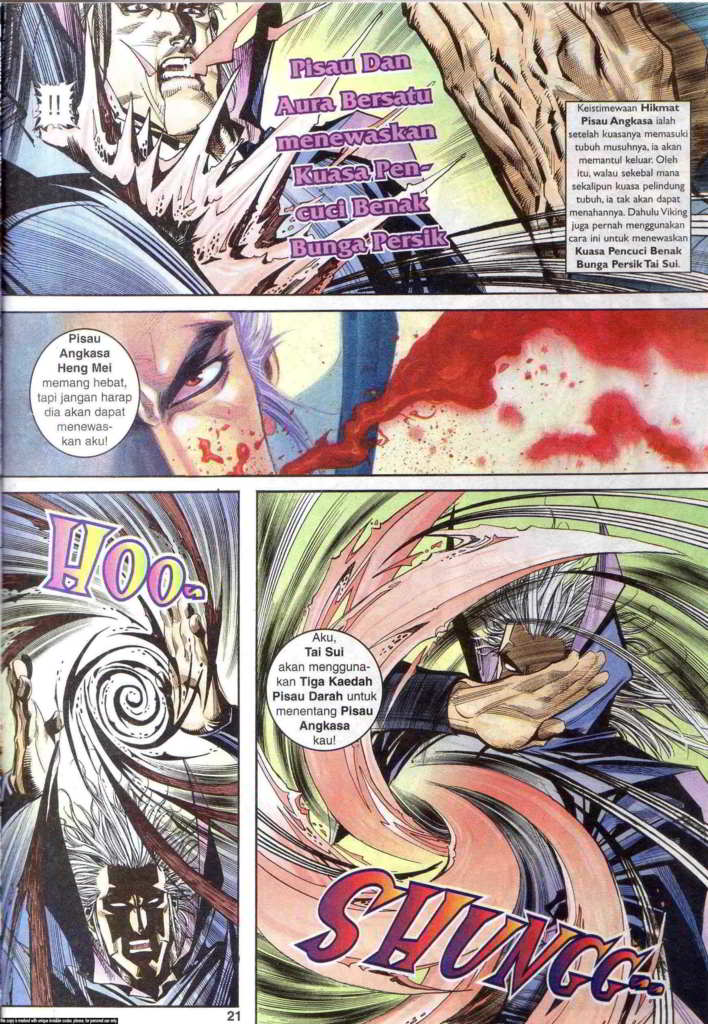 !!
Pisau Dan
Aura Bersatu
menewaskan
Kuasa Pen-
cuci Benak
Bunga Persik
Keistimewaan Hikmat
Pisau Angkasa ialah
setelah kuasanya memasuki
tubuh musuhnya, ia akan
memantul keluar. Oleh
itu, walau sekebal mana
sekalipun kuasa pelindung
tubuh, ia tak akan dapat
menahannya. Dahulu Viking
juga pernah menggunakan
cara ini untuk menewaskan
Kuasa Pencuci Benak
Bunga Persik Tai Sui.
Pisau
Angkasa
Heng Mei
memang hebat,
tapi jangan harap
dia akan dapat
menewas-
kan aku!
HOO~
Aku,
Tai Sui
akan mengguna-
kan Tiga Kaedah
Pisau Darah untuk
menentang Pisau
Angkasa
kau!
SHUNGG...
21